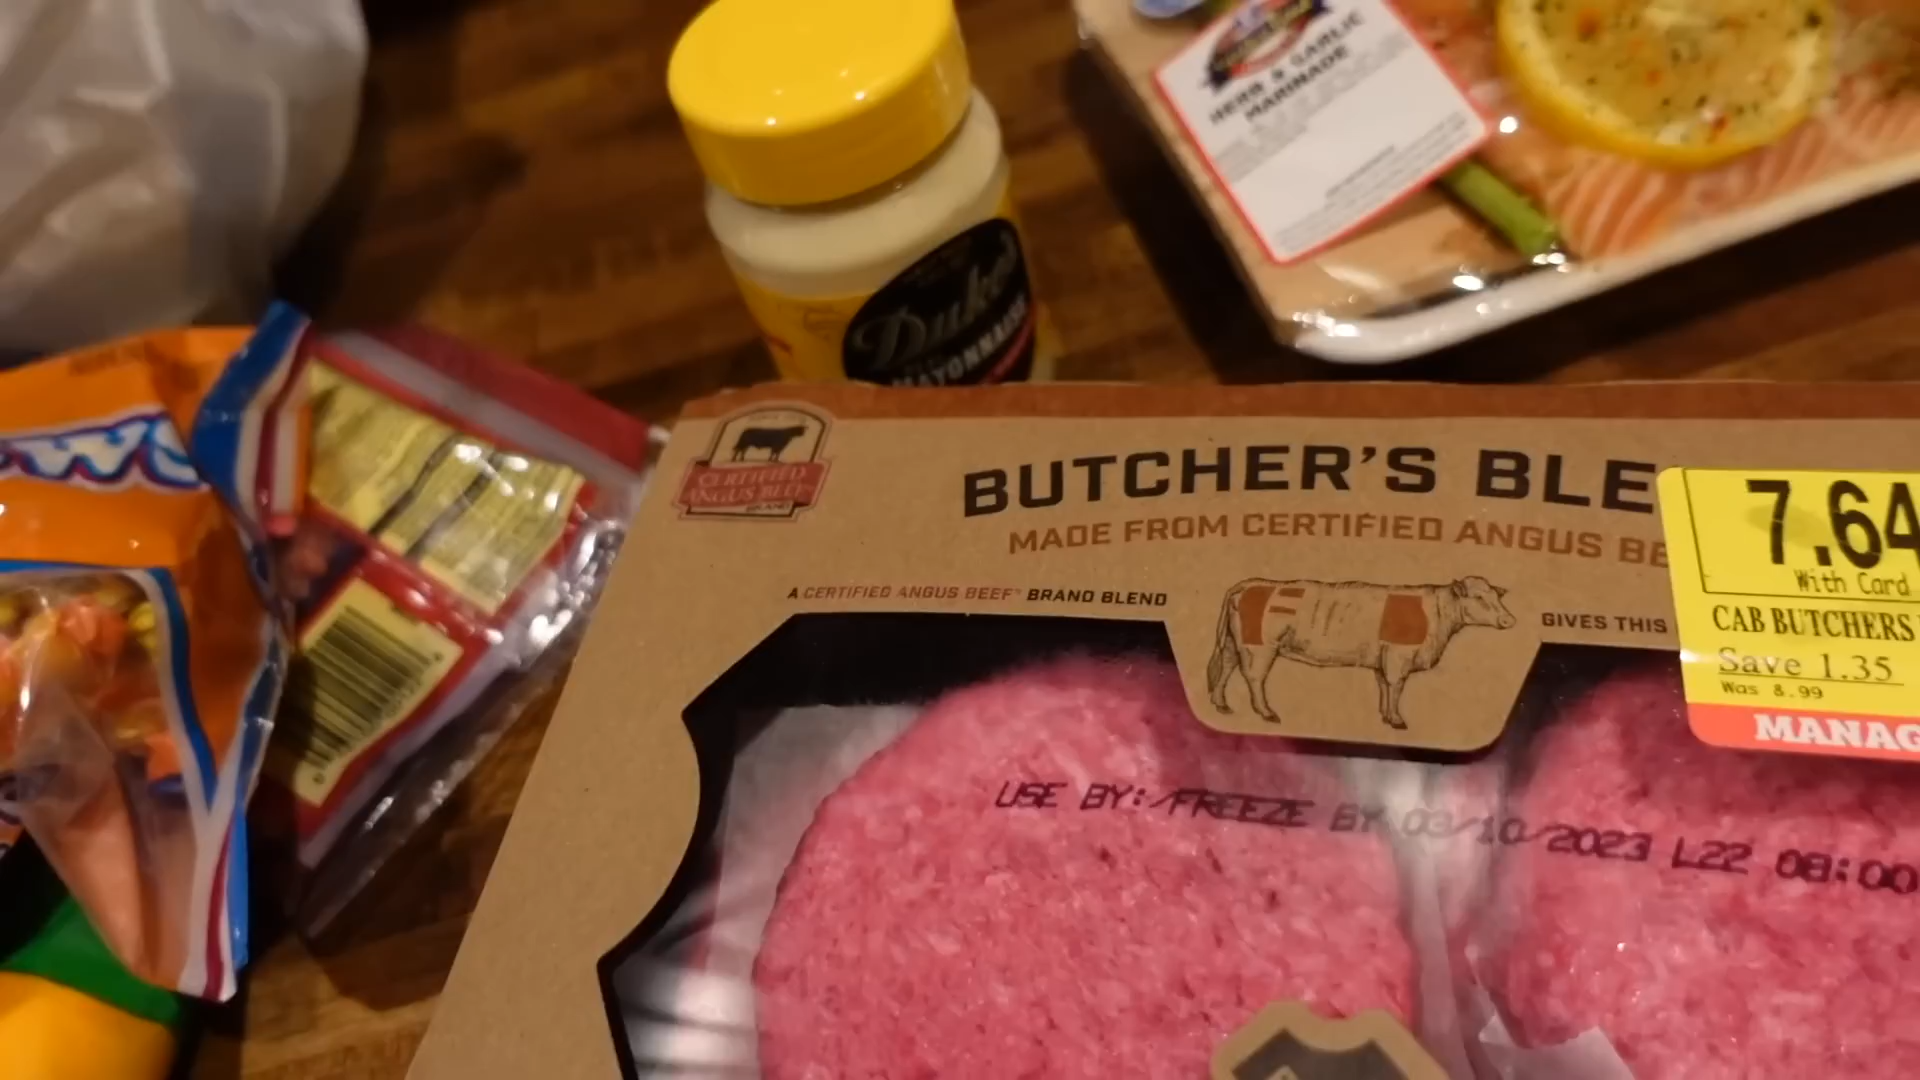 HERB & GARLIC
MARINADE
Duke's
MAYONNAISE
CERTIFIED
ANGUS BEEF
BRAND
BUTCHER'S BLE
MADE FROM CERTIFIED ANGUS BE
A CERTIFIED ANGUS BEEF BRAND BLEND
GIVES THIS
7.64
With Card
CAB BUTCHERS
Save 1.35
Was 8.99
MANAG
USE BY:/FREEZE BY 03/10/2023 L22 08:00